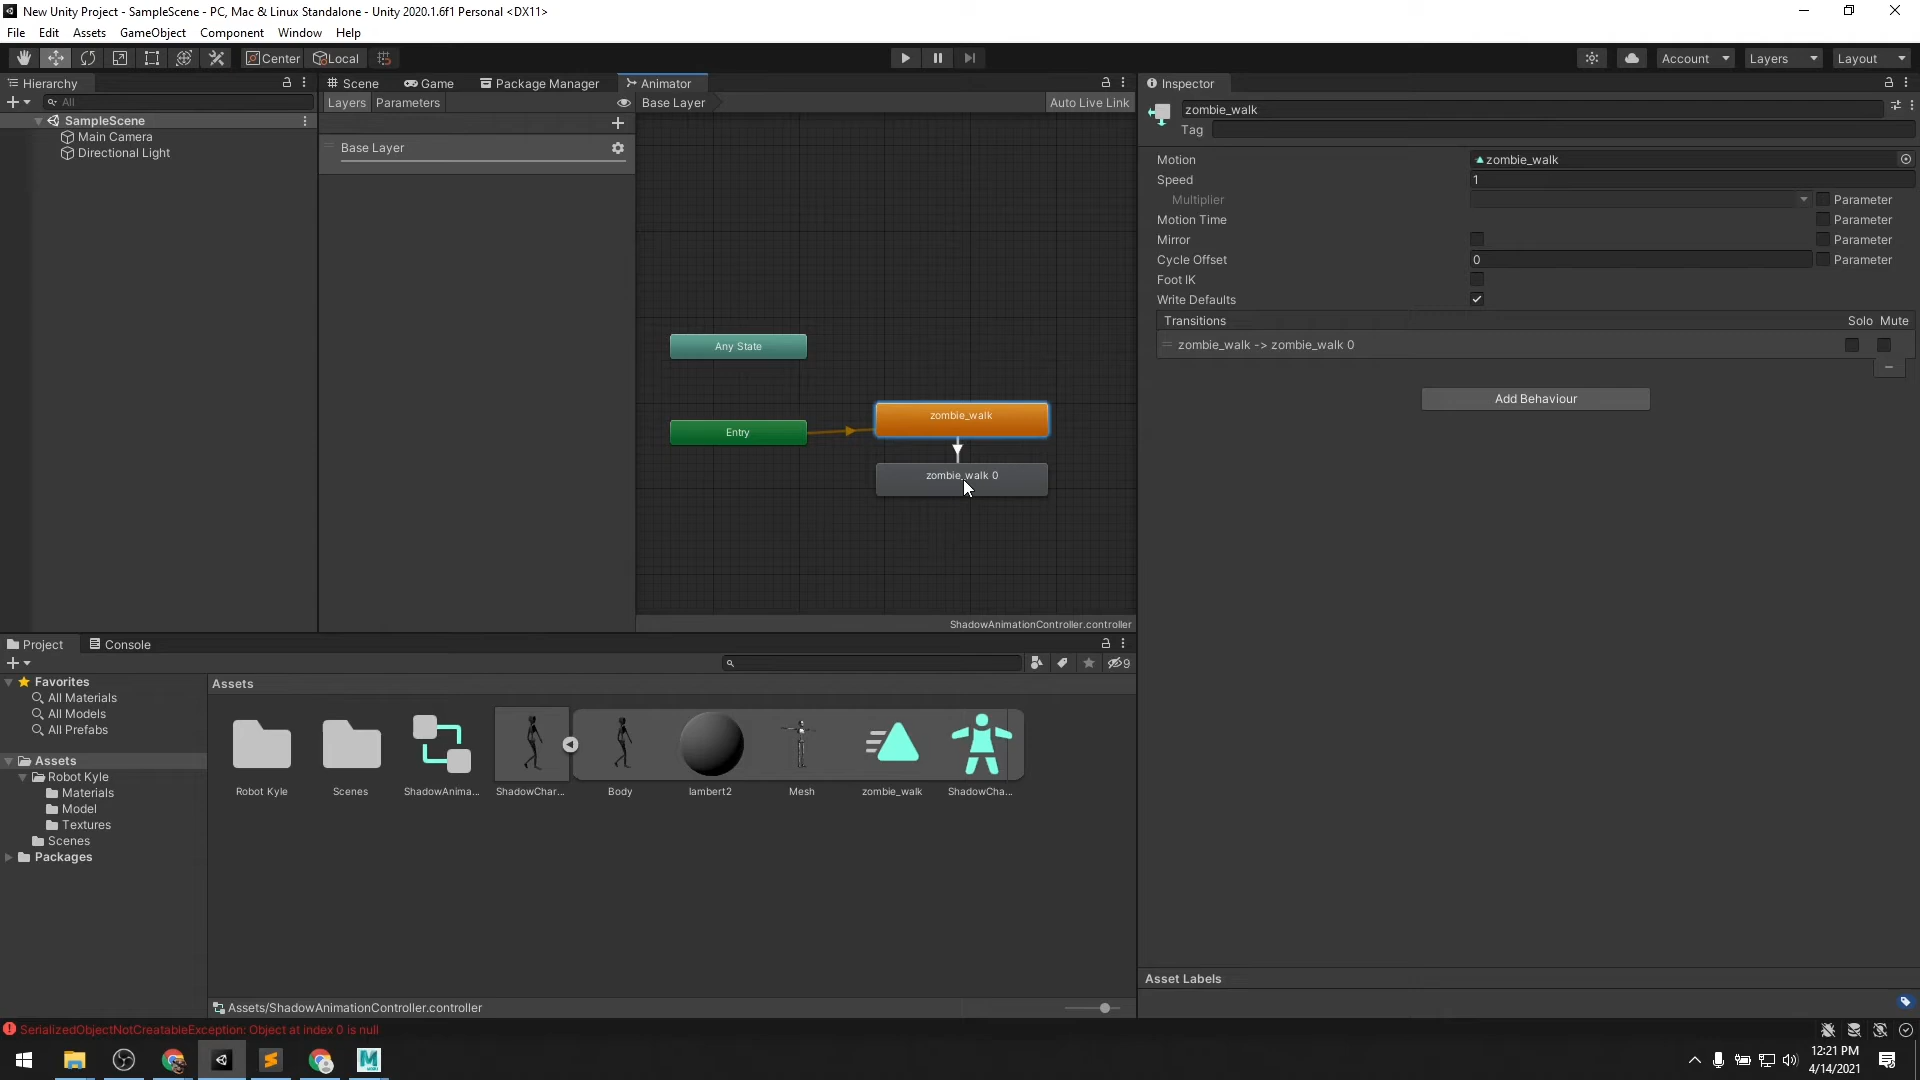 New Unity Project - SampleScene - PC, Mac & Linux Standalone - Unity 2020.1.6f1 Personal <DX11>
File Edit Assets GameObject Component Window Help
Center Local Account Layers Layout
Hierarchy
All
SampleScene
Main Camera
Directional Light
Scene Game Package Manager Animator
Layers Parameters Base Layer Auto Live Link
Base Layer
Any State
Entry
zombie_walk
zombie_walk 0
ShadowAnimationController.controller
Inspector
zombie_walk
Tag
Motion zombie_walk
Speed 1
Multiplier Parameter
Motion Time Parameter
Mirror Parameter
Cycle Offset 0 Parameter
Foot IK
Write Defaults
Transitions Solo Mute
zombie_walk -> zombie_walk 0
Add Behaviour
Asset Labels
Project Console
9
Favorites
All Materials
All Models
All Prefabs
Assets
Robot Kyle
Materials
Model
Textures
Scenes
Packages
Assets
Robot Kyle Scenes ShadowAnima... ShadowChar... Body lambert2 Mesh zombie_walk ShadowCha...
Assets/ShadowAnimationController.controller
SerializedObjectNotCreatableException: Object at index 0 is null
M
12:21 PM
4/14/2021